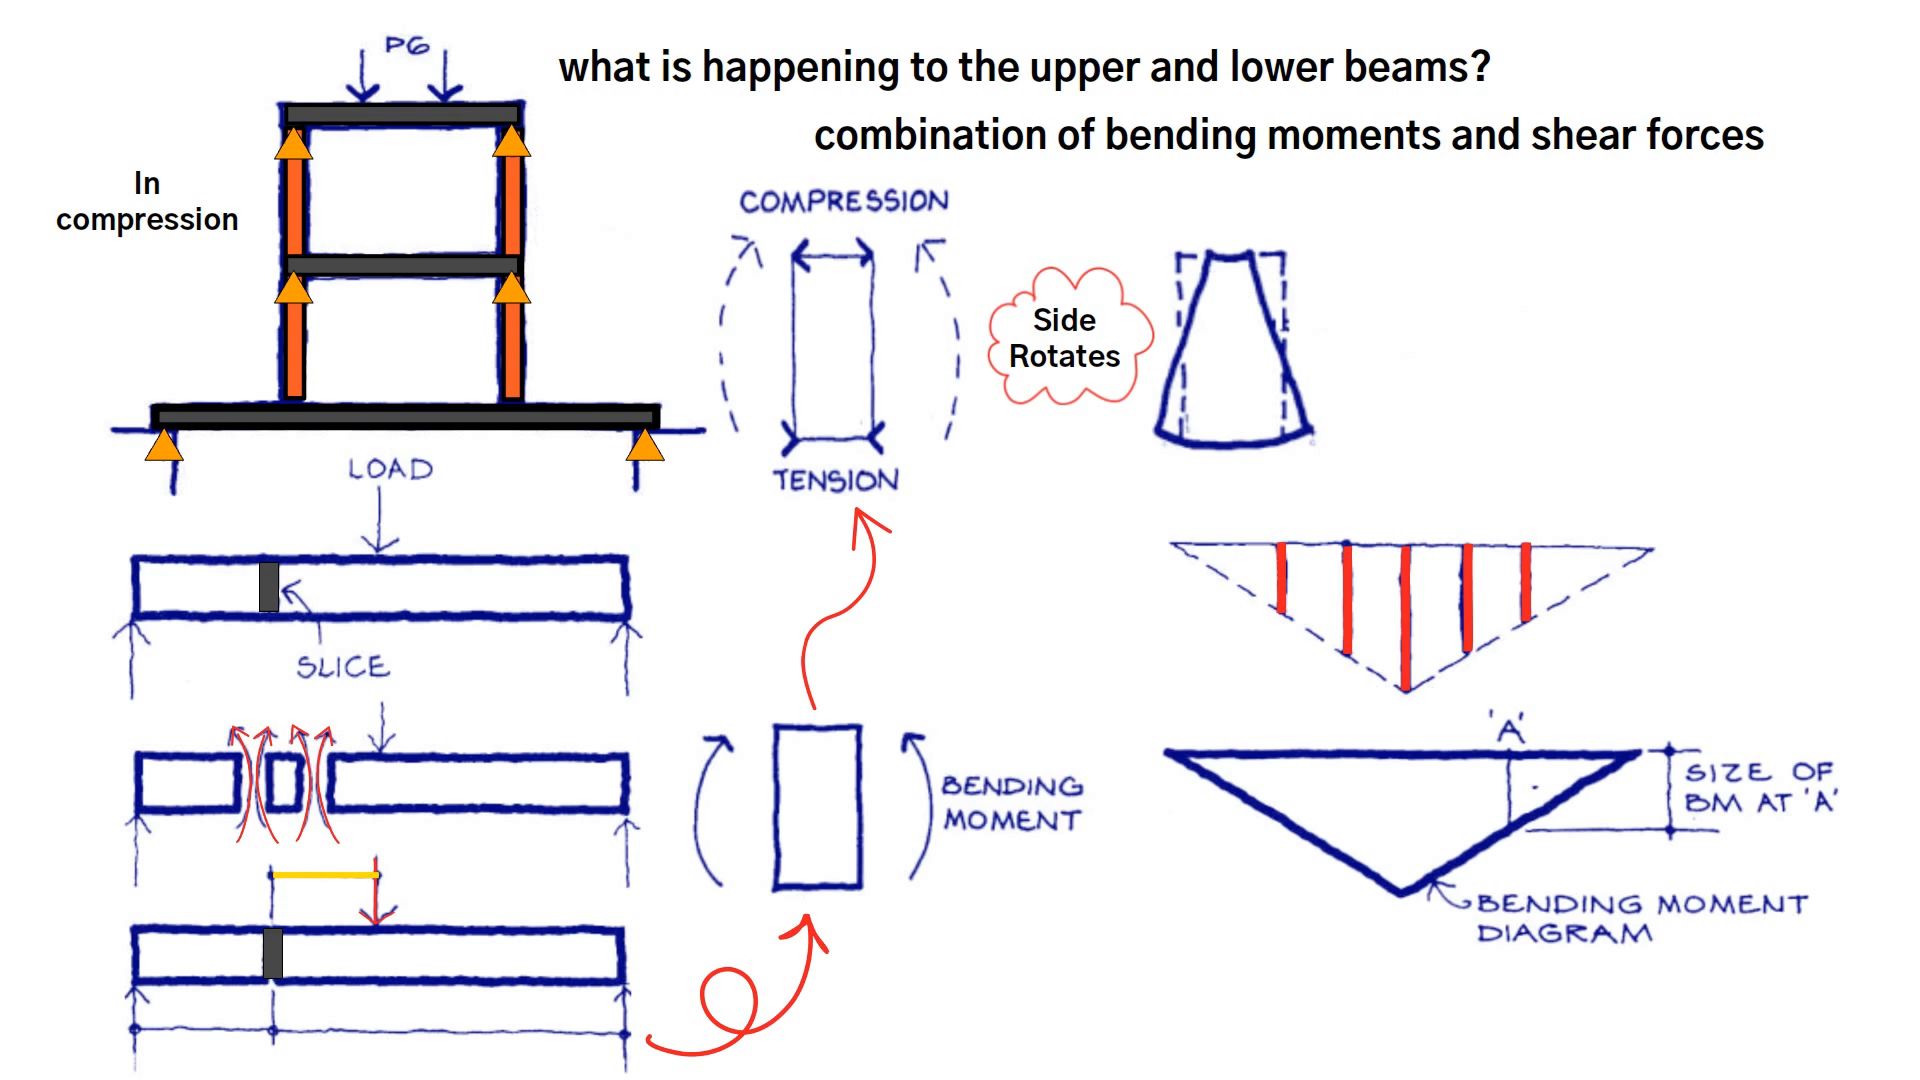 P6
what is happening to the upper and lower beams?
combination of bending moments and shear forces
In
compression
COMPRESSION
Side
Rotates
TENSION
LOAD
SLICE
BENDING
MOMENT
'A'
SIZE OF
BM AT 'A'
BENDING MOMENT
DIAGRAM